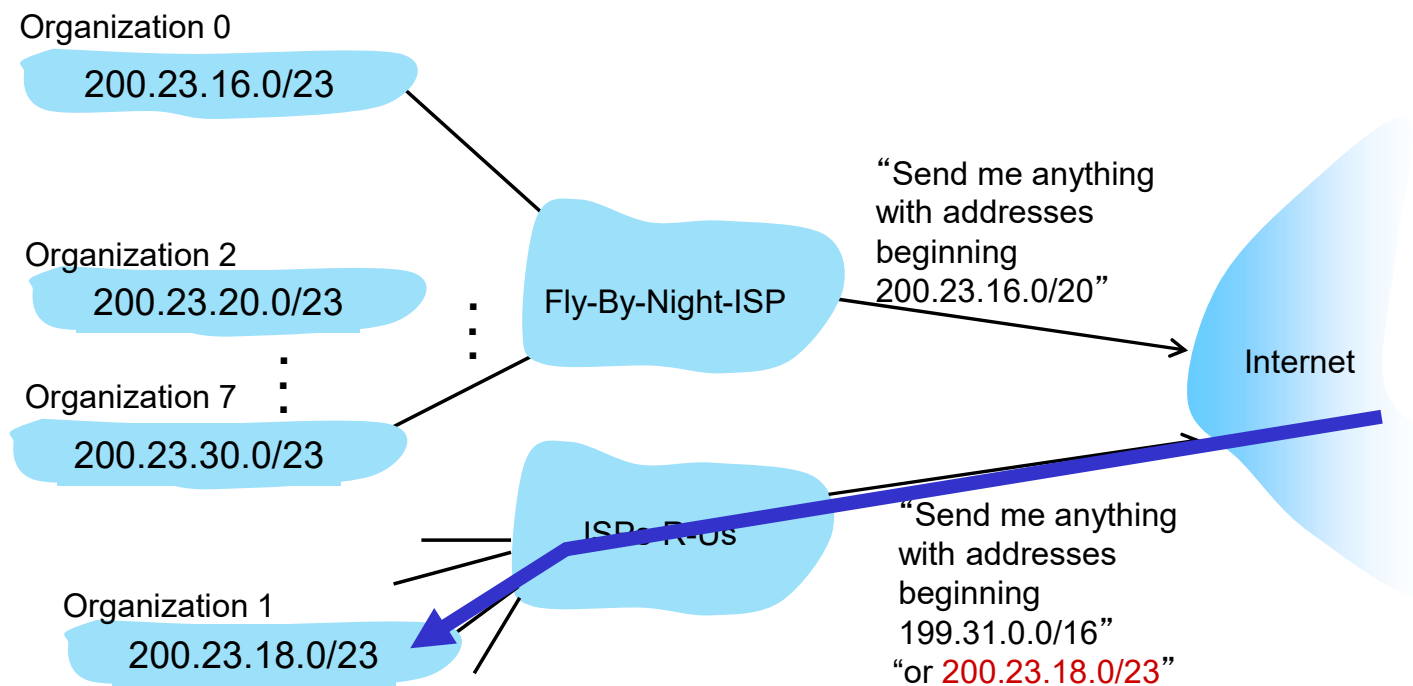 Organization 0
200.23.16.0/23
“Send me anything
with addresses
beginning
200.23.16.0/20”
Organization 2
200.23.20.0/23
Fly-By-Night-ISP
Internet
Organization 7
200.23.30.0/23
ISPs-R-Us
“Send me anything
with addresses
beginning
199.31.0.0/16”
“or 200.23.18.0/23”
Organization 1
200.23.18.0/23